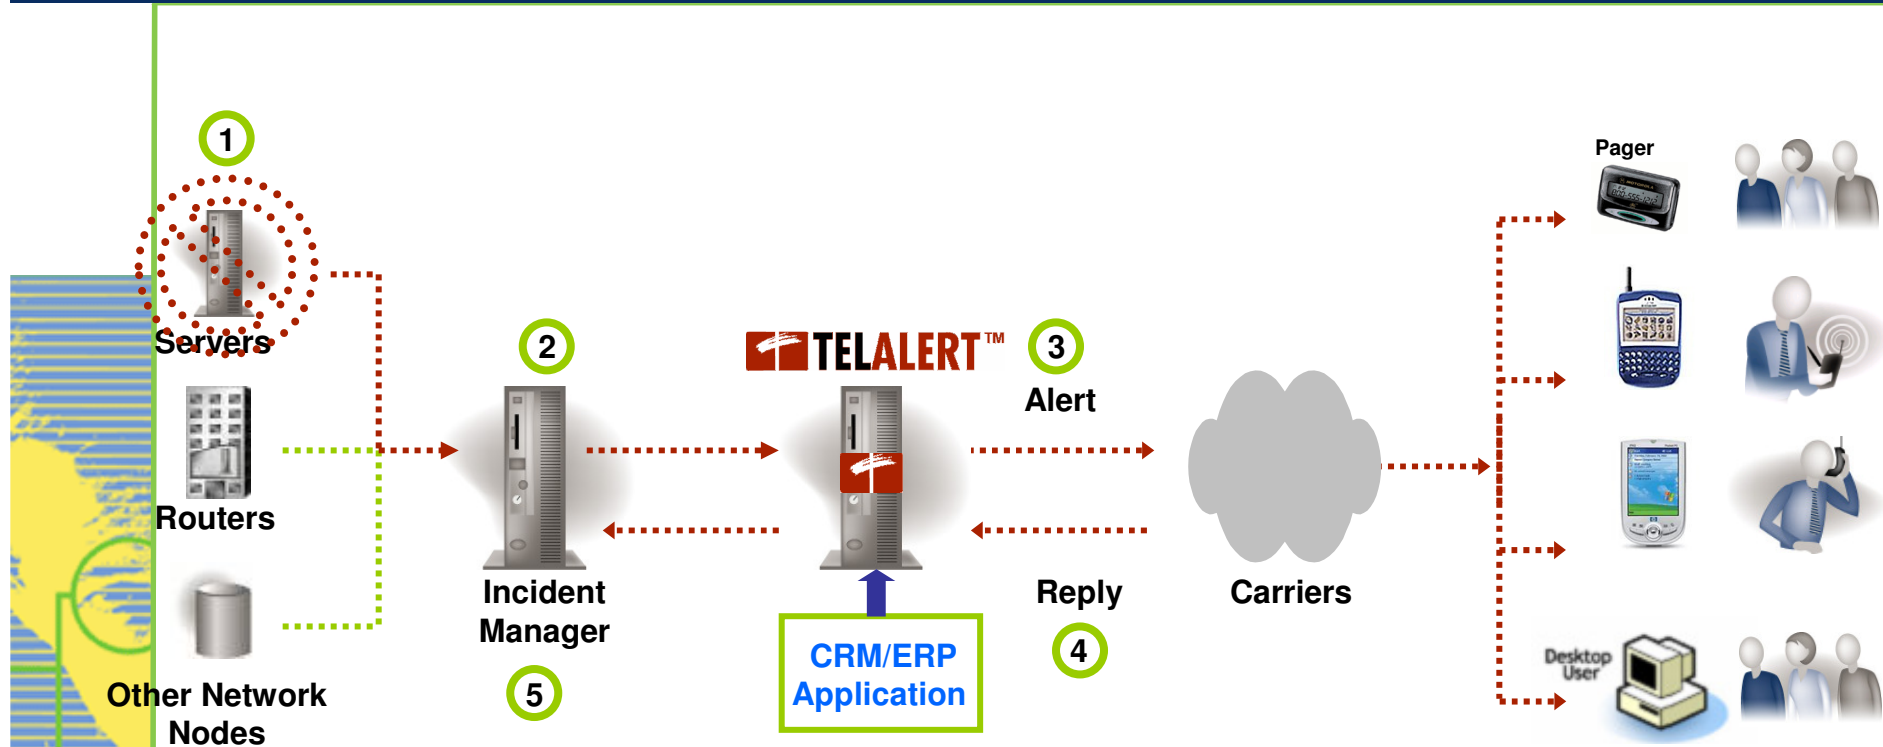 1
Servers
Routers
Other Network
Nodes
2
Incident
Manager
5
TELALERT™
3
Alert
Reply
4
CRM/ERP
Application
Carriers
Pager
Desktop
User